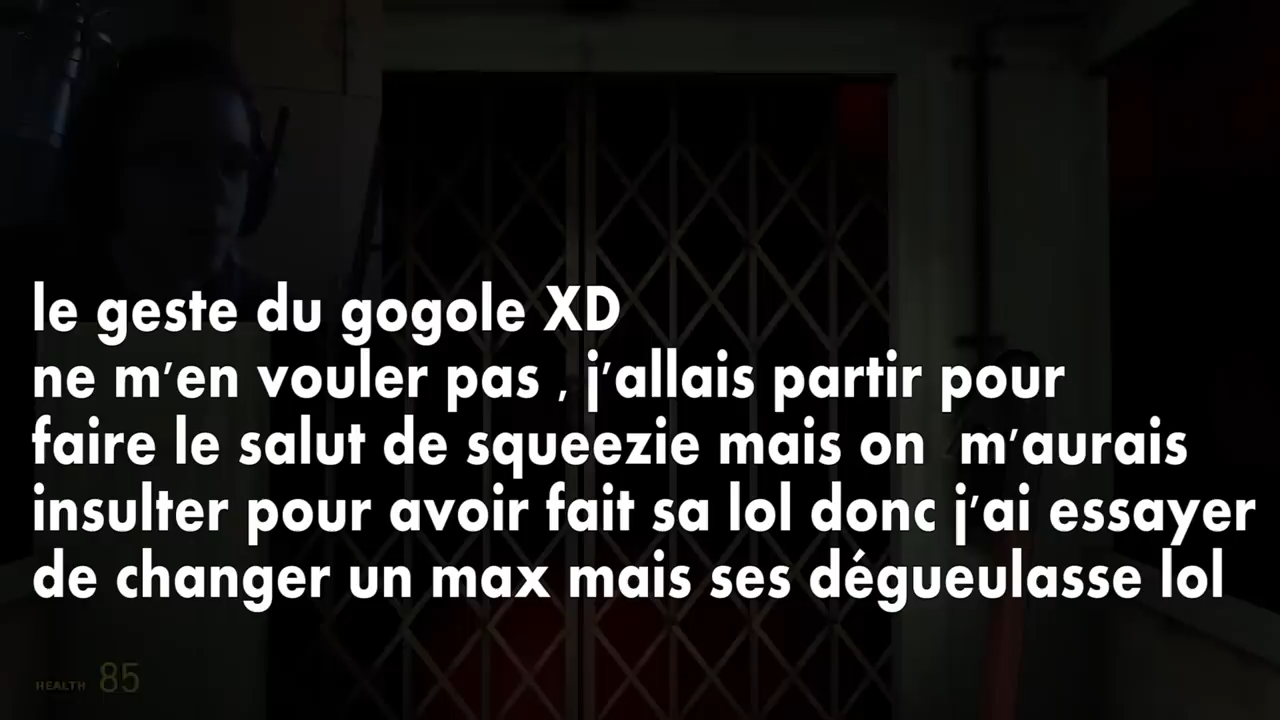 le geste du gogole XD
ne m'en vouler pas , j'allais partir pour
faire le salut de squeezie mais on m'aurais
insulter pour avoir fait sa lol donc j'ai essayer
de changer un max mais ses dégueulasse lol
HEALTH 85